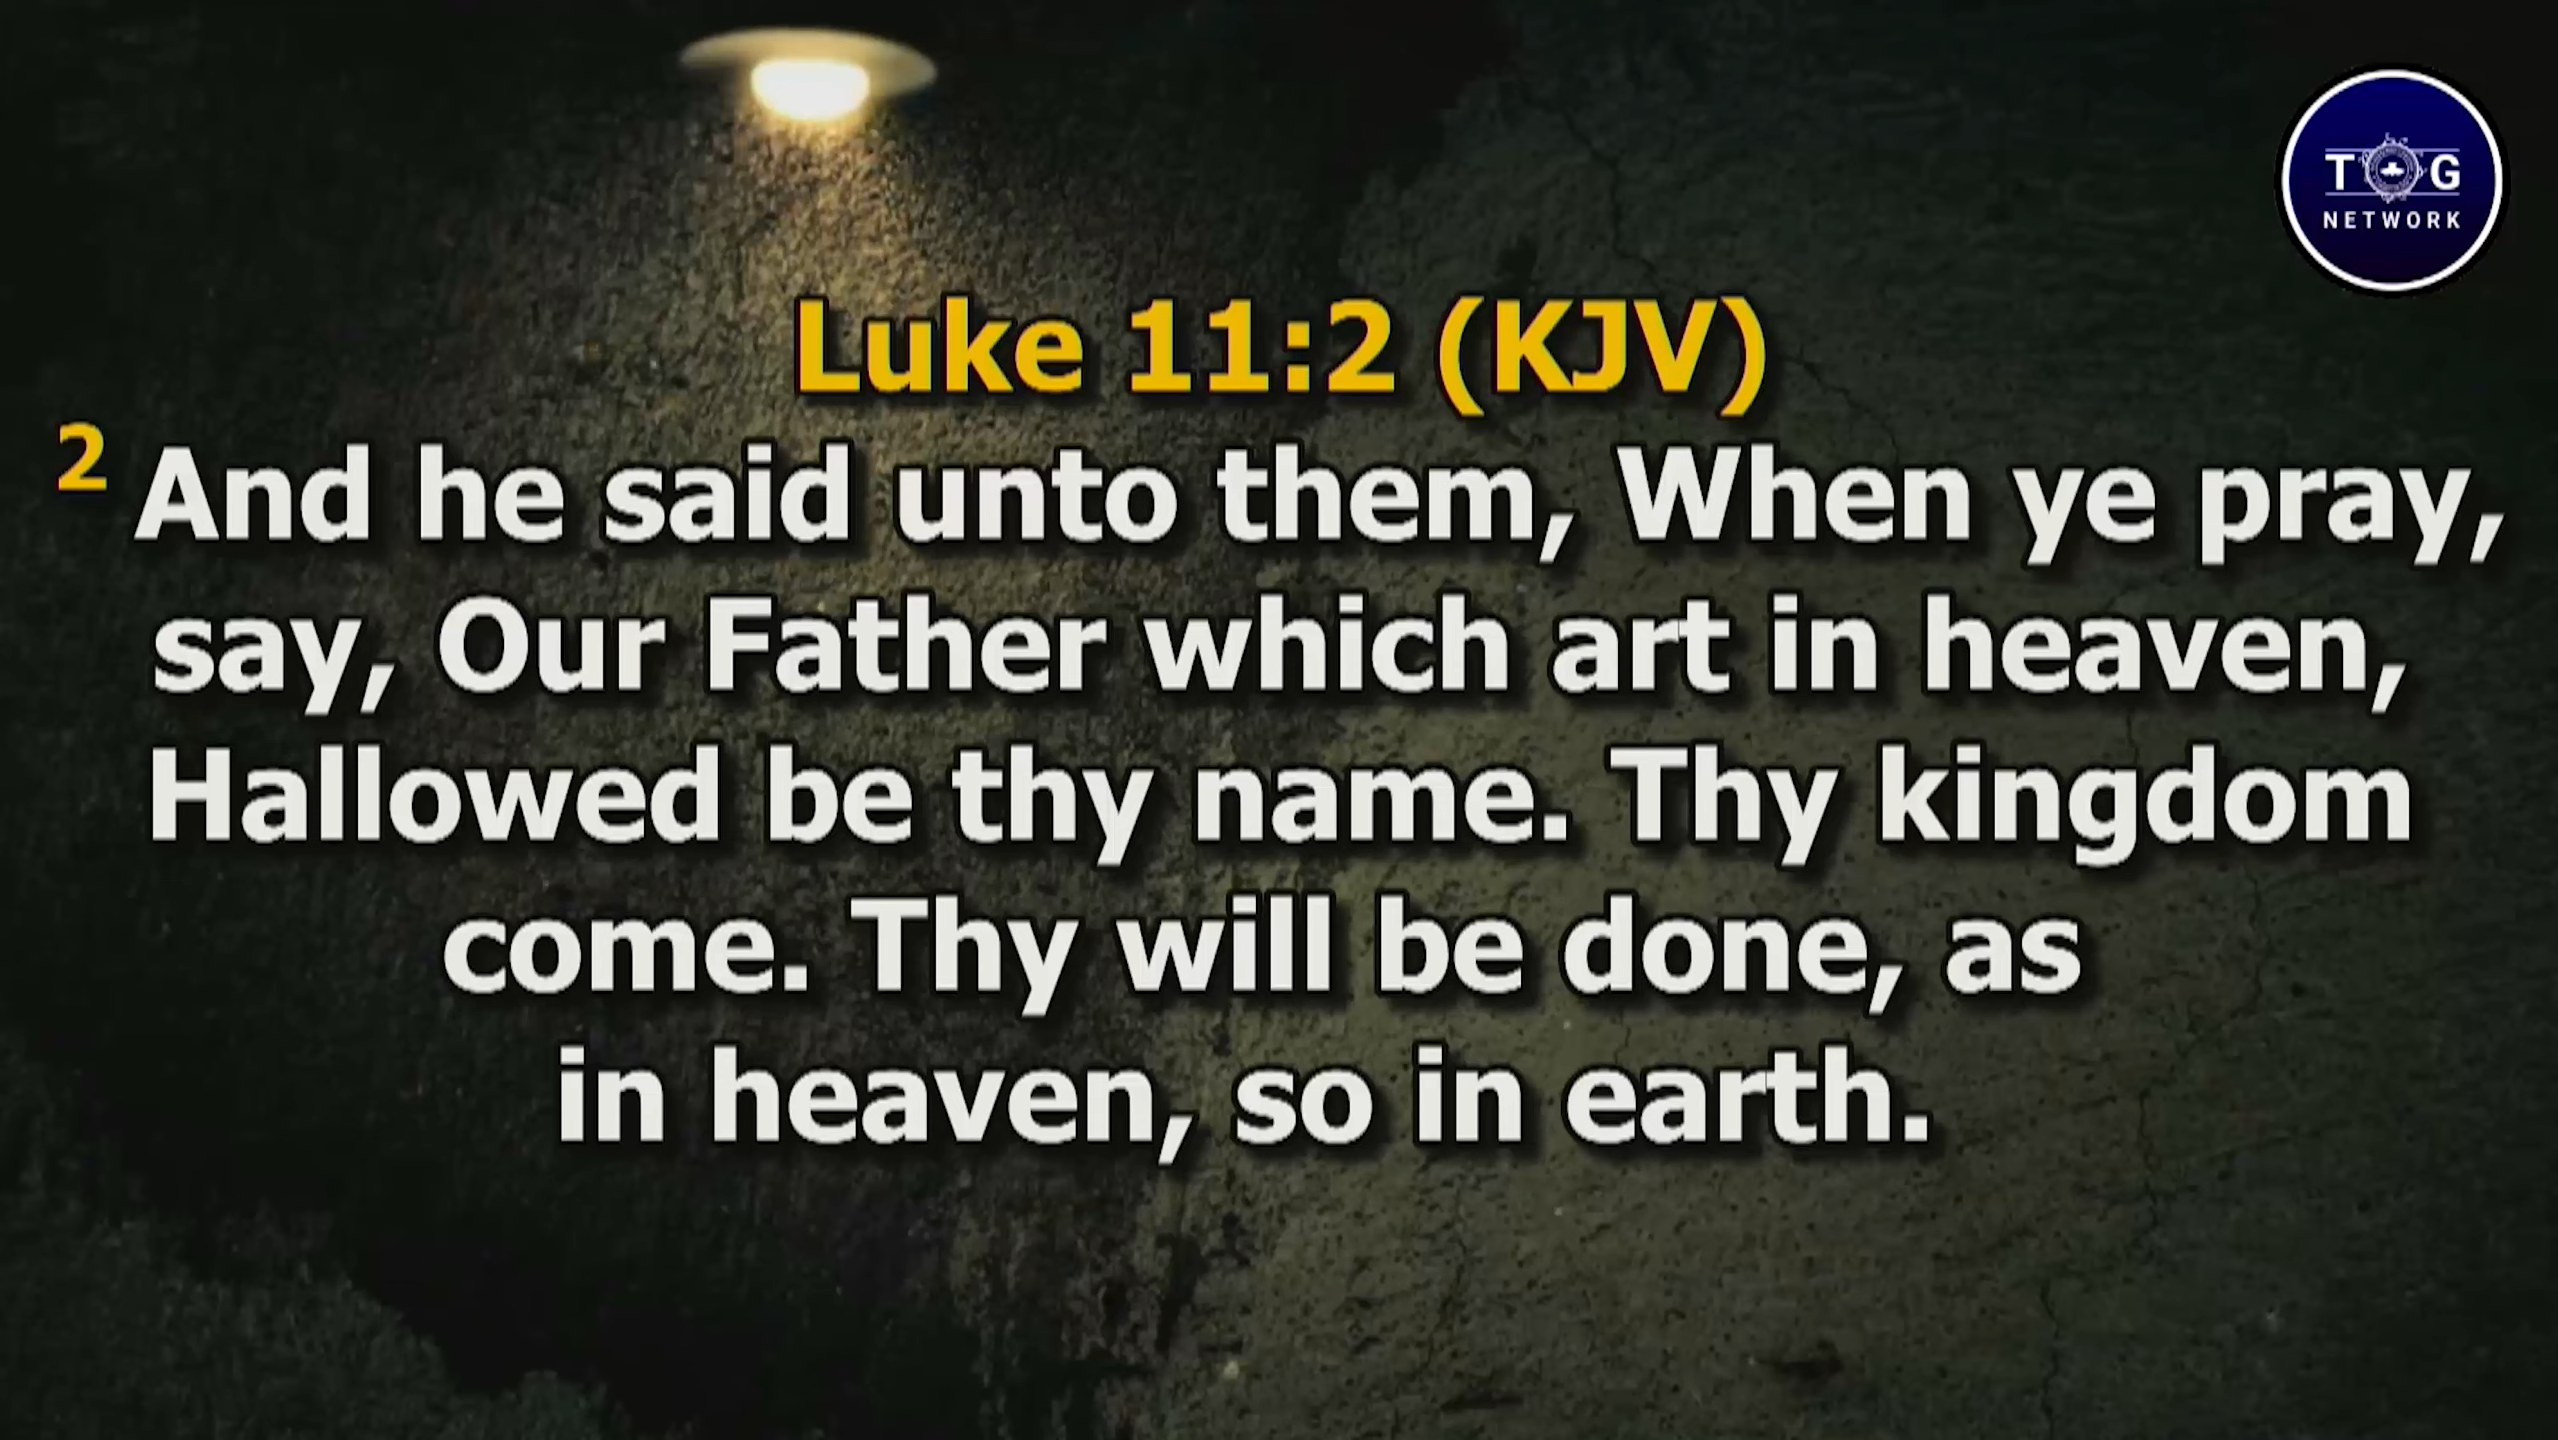 T G
NETWORK
Luke 11:2 (KJV)
2 And he said unto them, When ye pray,
say, Our Father which art in heaven,
Hallowed be thy name. Thy kingdom
come. Thy will be done, as
in heaven, so in earth.